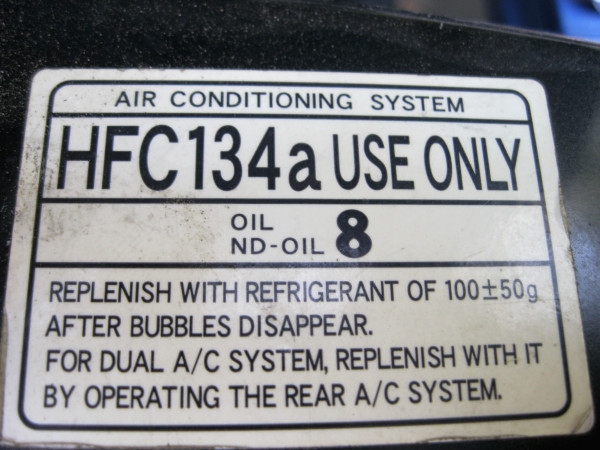 AIR CONDITIONING SYSTEM
HFC134a USE ONLY
OIL
ND-OIL 8
REPLENISH WITH REFRIGERANT OF 100±50g
AFTER BUBBLES DISAPPEAR.
FOR DUAL A/C SYSTEM, REPLENISH WITH IT
BY OPERATING THE REAR A/C SYSTEM.